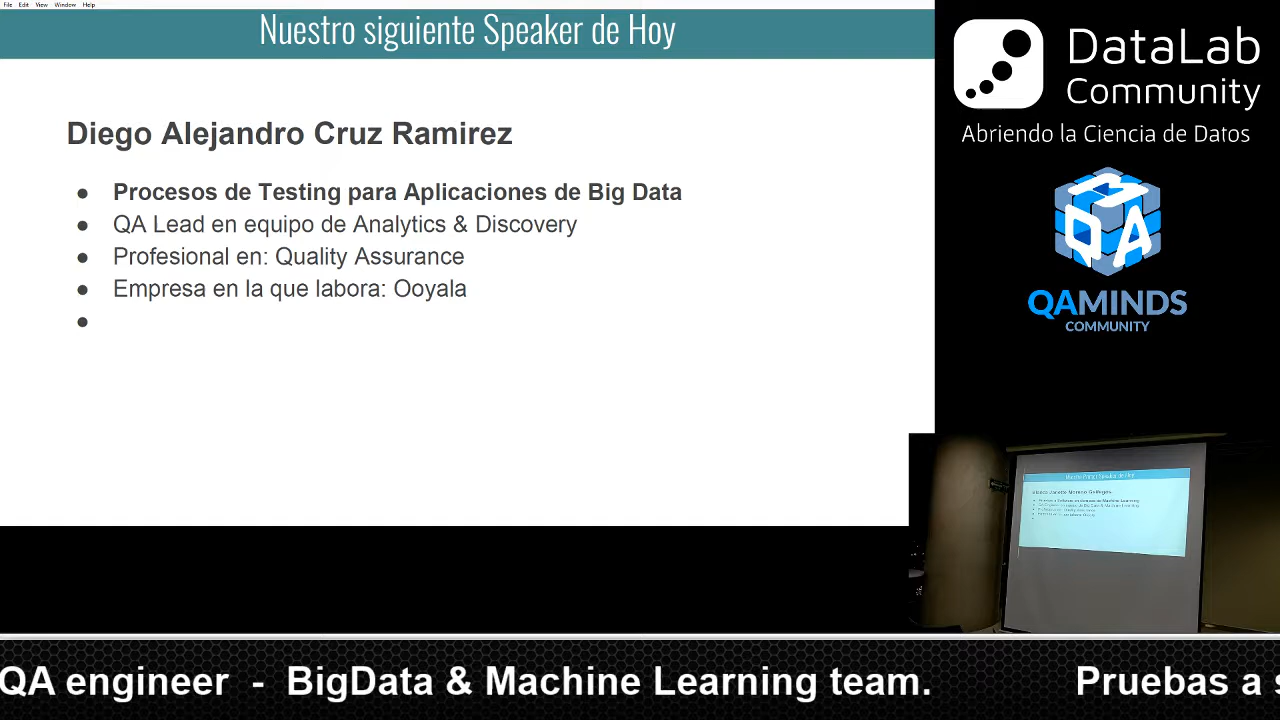 File Edit View Window Help
Nuestro siguiente Speaker de Hoy
Diego Alejandro Cruz Ramirez
● Procesos de Testing para Aplicaciones de Big Data
● QA Lead en equipo de Analytics & Discovery
● Profesional en: Quality Assurance
● Empresa en la que labora: Ooyala
●
DataLab
Community
Abriendo la Ciencia de Datos
QA
QAMINDS
COMMUNITY
QA engineer - BigData & Machine Learning team. Pruebas a s